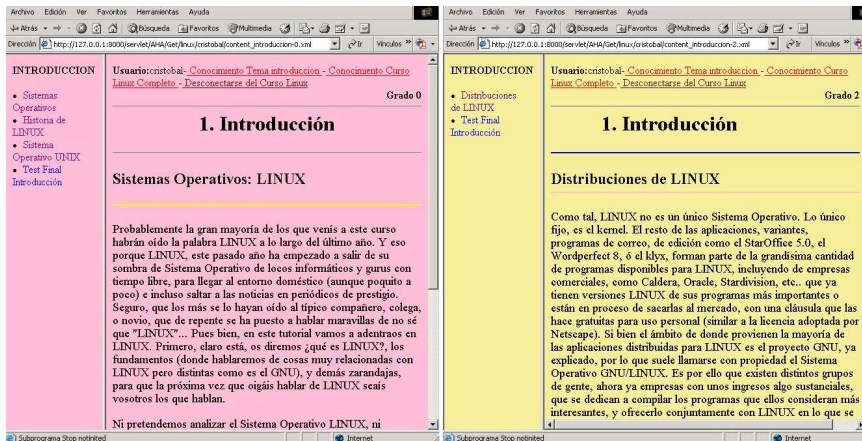 Archivo Edición Ver Favoritos Herramientas Ayuda
Atrás Búsqueda Favoritos Multimedia
Dirección http://127.0.0.1:8000/servlet/AHA/Get/linux/cristobal/content_introduccion-0.xml Ir Vínculos »
INTRODUCCION
• Sistemas
Operativos
• Historia de
LINUX
• Sistema
Operativo UNIX
• Test Final
Introducción
Usuario:cristobal- Conocimiento Tema introduccion - Conocimiento Curso
Linux Completo - Desconectarse del Curso Linux
Grado 0
1. Introducción
Sistemas Operativos: LINUX
Probablemente la gran mayoría de los que venís a este curso
habrán oído la palabra LINUX a lo largo del último año. Y eso
porque LINUX, este pasado año ha empezado a salir de su
sombra de Sistema Operativo de locos informáticos y gurus con
tiempo libre, para llegar al entorno doméstico (aunque poquito a
poco) e incluso saltar a las noticias en periódicos de prestigio.
Seguro, que los más se lo hayan oído al típico compañero, colega,
o novio, que de repente se ha puesto a hablar maravillas de no sé
que "LINUX"... Pues bien, en este tutorial vamos a adentraos en
LINUX. Primero, claro está, os diremos ¿qué es LINUX?, los
fundamentos (donde hablaremos de cosas muy relacionadas con
LINUX pero distintas como es el GNU), y demás zarandajas,
para que la próxima vez que oigáis hablar de LINUX seaís
vosotros los que hablan.
Ni pretendemos analizar el Sistema Operativo LINUX, ni
Subprograma Stop notinited Internet
Archivo Edición Ver Favoritos Herramientas Ayuda
Atrás Búsqueda Favoritos Multimedia
Dirección http://127.0.0.1:8000/servlet/AHA/Get/linux/cristobal/content_introduccion-2.xml Ir Vínculos »
INTRODUCCION
• Distribuciones
de LINUX
• Test Final
Introducción
Usuario:cristobal- Conocimiento Tema introduccion - Conocimiento Curso
Linux Completo - Desconectarse del Curso Linux
Grado 2
1. Introducción
Distribuciones de LINUX
Como tal, LINUX no es un único Sistema Operativo. Lo único
fijo, es el kernel. El resto de las aplicaciones, variantes,
programas de correo, de edición como el StarOffice 5.0, el
Wordperfect 8, ó el klyx, forman parte de la grandísima cantidad
de programas disponibles para LINUX, incluyendo de empresas
comerciales, como Caldera, Oracle, Stardivision, etc.. que ya
tienen versiones LINUX de sus programas más importantes o
están en proceso de sacarlas al mercado, con una cláusula que las
hace gratuitas para uso personal (similar a la licencia adoptada por
Netscape). Si bien el ámbito de donde provienen la mayoría de
las aplicaciones distribuidas para LINUX es el proyecto GNU, ya
explicado, por lo que suele llamarse con propiedad el Sistema
Operativo GNU/LINUX. Es por ello que existen distintos grupos
de gente, ahora ya empresas con unos ingresos algo sustanciales,
que se dedican a compilar los programas que ellos consideran más
interesantes, y ofrecerlo conjuntamente con LINUX en lo que se
Subprograma Stop notinited Internet